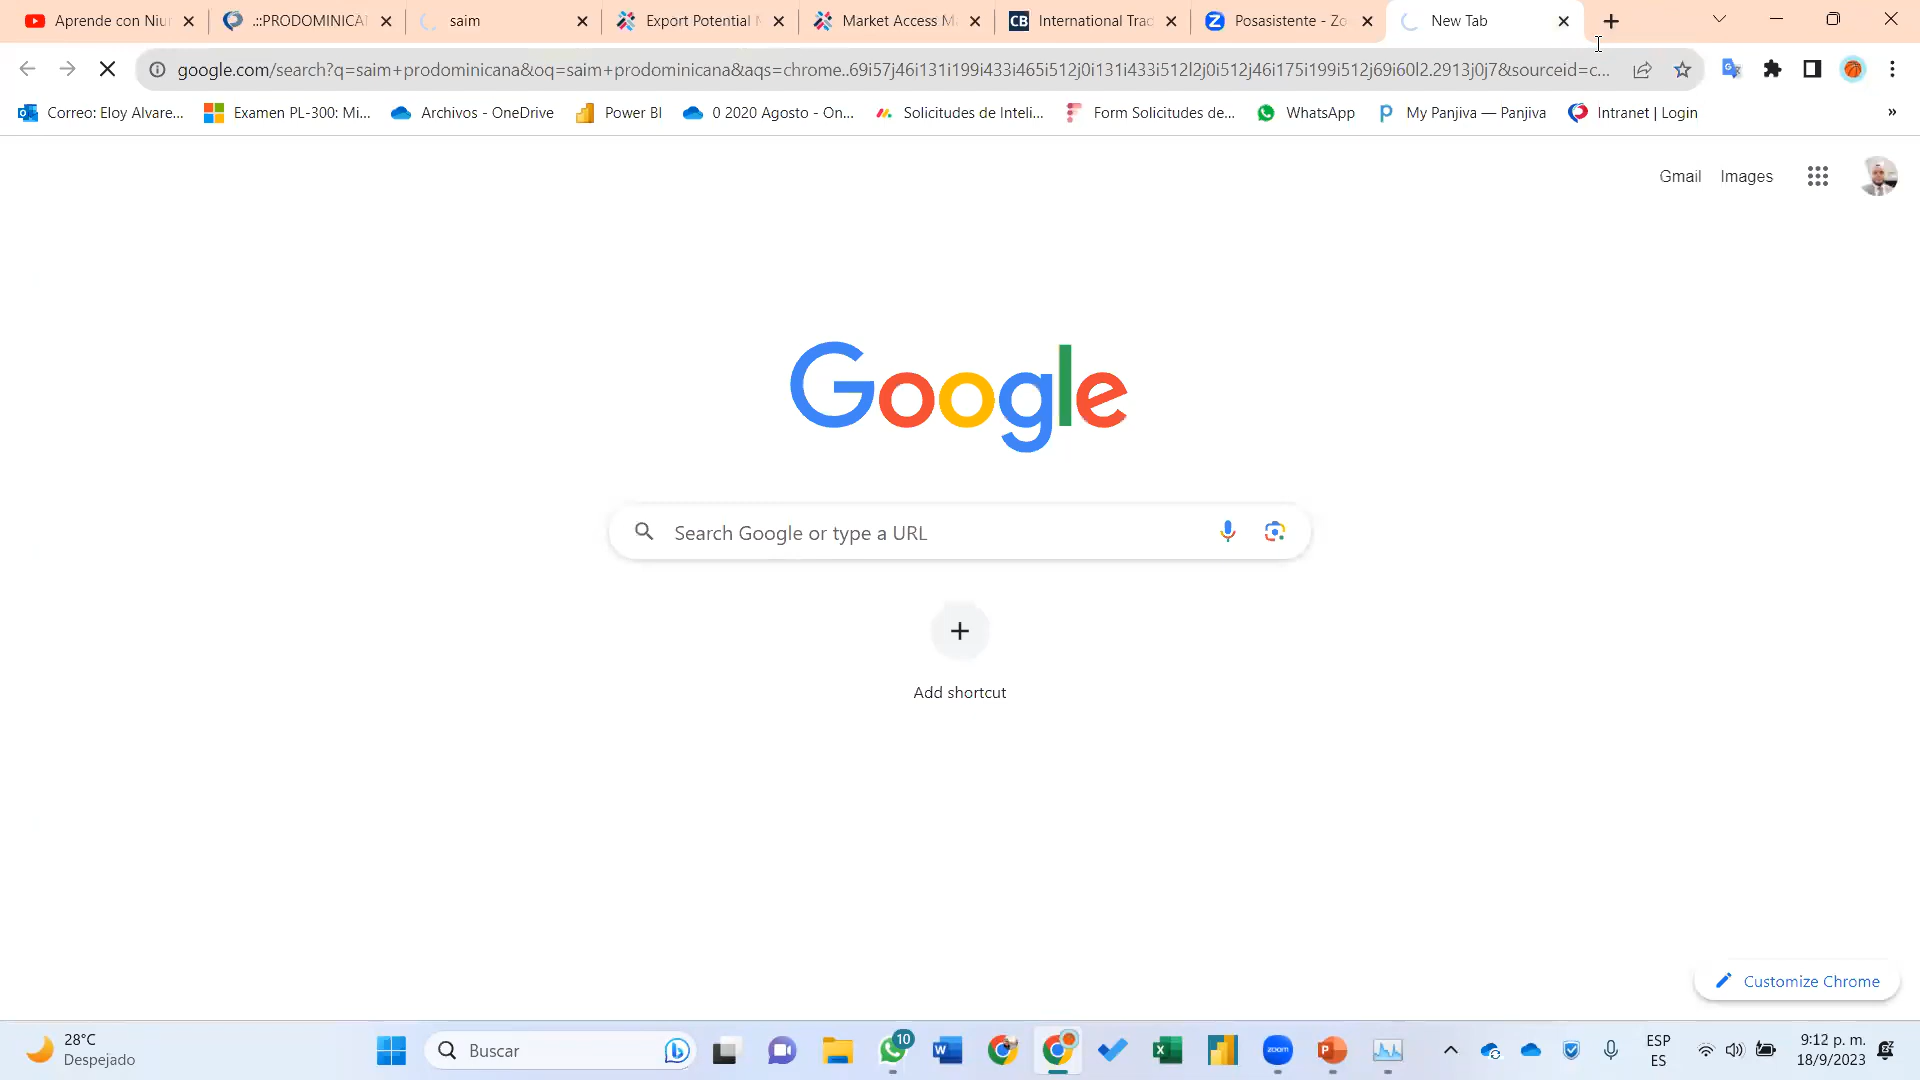 Aprende con Niu
.::PRODOMINICA
saim
Export Potential
Market Access M
CB International Trad
Z Posasistente - Zo
New Tab
google.com/search?q=saim+prodominicana&oq=saim+prodominicana&aqs=chrome..69i57j46i131i199i433i465i512j0i131i433i512l2j0i512j46i175i199i512j69i60l2.2913j0j7&sourceid=c...
Correo: Eloy Alvare...
Examen PL-300: Mi...
Archivos - OneDrive
Power BI
0 2020 Agosto - On...
Solicitudes de Inteli...
Form Solicitudes de...
WhatsApp
My Panjiva — Panjiva
Intranet | Login
»
Gmail Images
Google
Search Google or type a URL
Add shortcut
Customize Chrome
28°C
Despejado
Buscar
10
zoom
ESP
ES
9:12 p. m.
18/9/2023